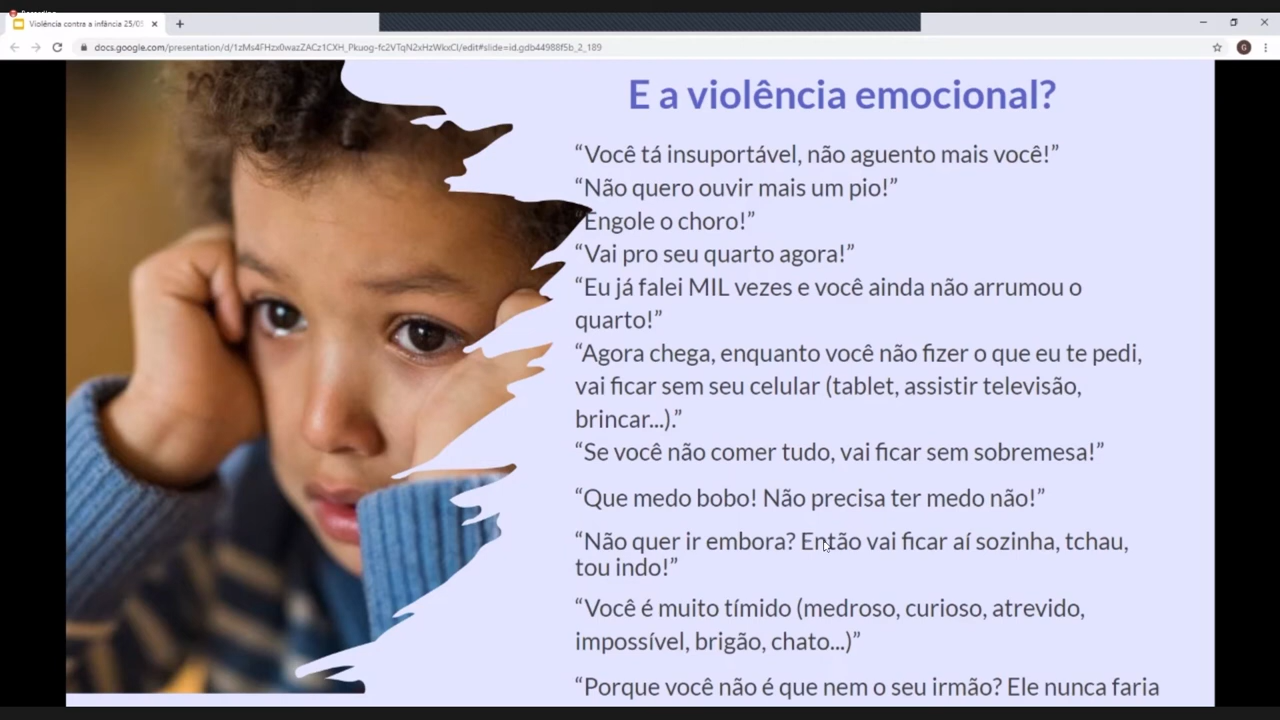 Violência contra a infância 25/05
docs.google.com/presentation/d/1zMs4FHzx0wazZACz1CXH_Pkuog-fc2VTqN2xHzWkxCI/edit#slide=id.gdb44988f5b_2_189
G
E a violência emocional?
“Você tá insuportável, não aguento mais você!”
“Não quero ouvir mais um pio!”
“Engole o choro!”
“Vai pro seu quarto agora!”
“Eu já falei MIL vezes e você ainda não arrumou o
quarto!”
“Agora chega, enquanto você não fizer o que eu te pedi,
vai ficar sem seu celular (tablet, assistir televisão,
brincar...).”
“Se você não comer tudo, vai ficar sem sobremesa!”
“Que medo bobo! Não precisa ter medo não!”
“Não quer ir embora? Então vai ficar aí sozinha, tchau,
tou indo!”
“Você é muito tímido (medroso, curioso, atrevido,
impossível, brigão, chato...)”
“Porque você não é que nem o seu irmão? Ele nunca faria